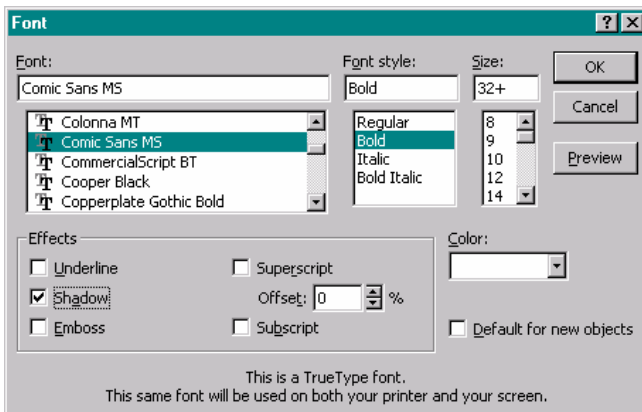 Font
Font: Font style: Size:
Comic Sans MS Bold 32+ OK
Colonna MT Regular 8 Cancel
Comic Sans MS Bold 9
CommercialScript BT Italic 10
Cooper Black Bold Italic 12 Preview
Copperplate Gothic Bold 14
Effects Color:
Underline Superscript
Shadow Offset: 0 %
Emboss Subscript Default for new objects
This is a TrueType font.
This same font will be used on both your printer and your screen.